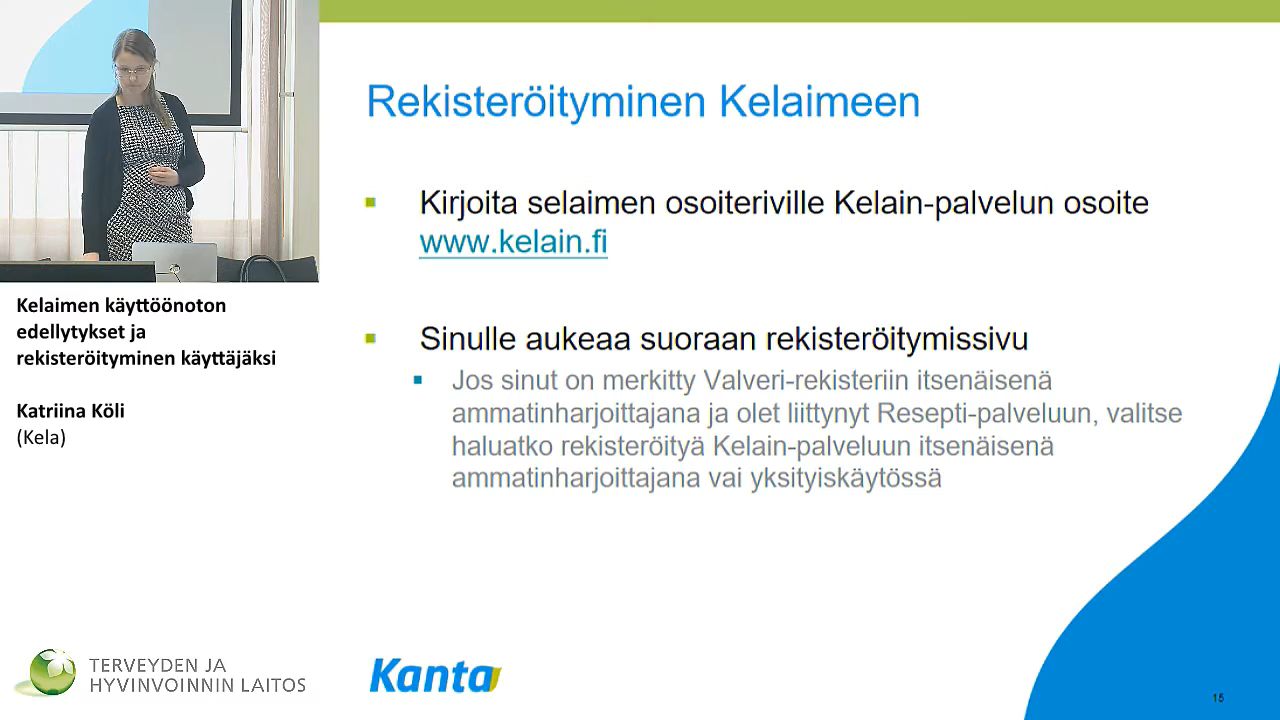 Rekisteröityminen Kelaimeen
Kirjoita selaimen osoiteriville Kelain-palvelun osoite
www.kelain.fi
Sinulle aukeaa suoraan rekisteröitymissivu
Jos sinut on merkitty Valveri-rekisteriin itsenäisenä
ammatinharjoittajana ja olet liittynyt Resepti-palveluun, valitse
haluatko rekisteröityä Kelain-palveluun itsenäisenä
ammatinharjoittajana vai yksityiskäytössä
Kelaimen käyttöönoton
edellytykset ja
rekisteröityminen käyttäjäksi
Katriina Köli
(Kela)
TERVEYDEN JA
HYVINVOINNIN LAITOS
Kanta
15